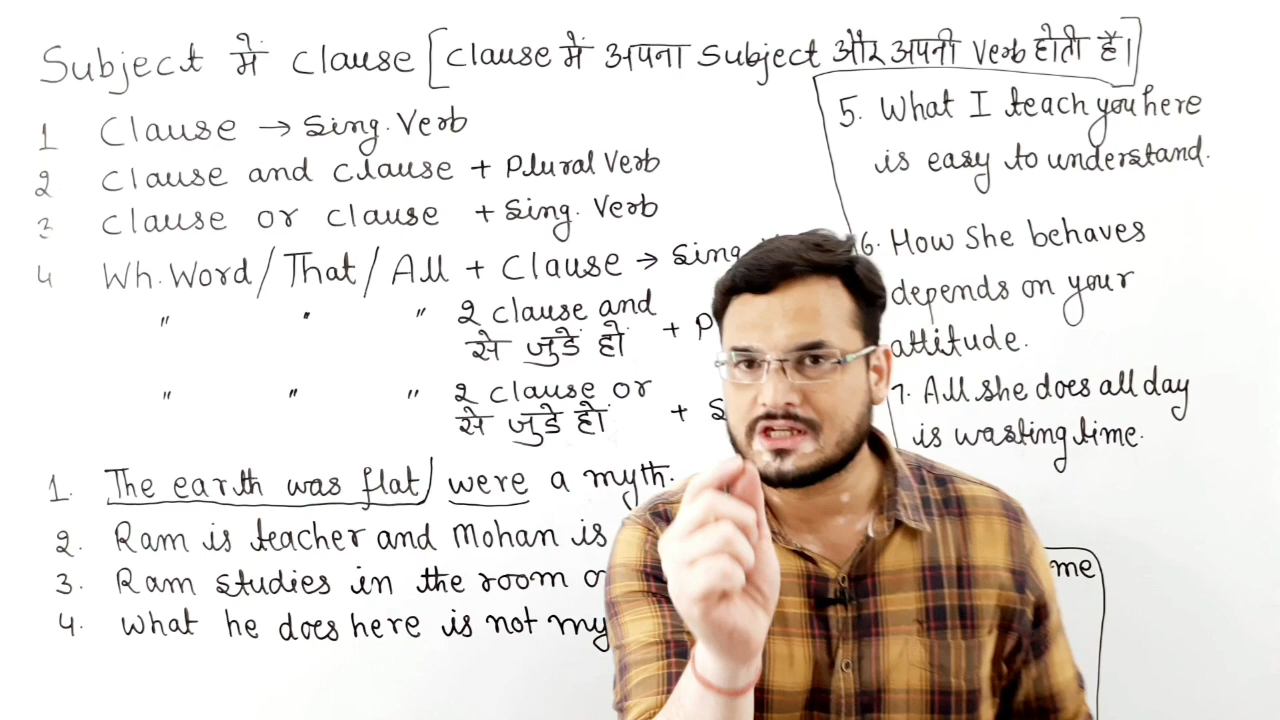 Subject में Clause [Clause में अपना Subject और अपनी Verb होती हैं।]
1 Clause → Sing. Verb
2 Clause and Clause + Plural Verb
3 Clause or Clause + Sing. Verb
4 Wh. Word / That / All + Clause → Sing.
" " " 2 clause and
से जुडे हो + P
" " " 2 clause or
से जुडे हो + S
1. The earth was flat / were a myth.
2. Ram is teacher and Mohan is
3. Ram studies in the room
4. What he does here is not my
5. What I teach you here
is easy to understand.
6. How She behaves
depends on your
attitude.
7. All she does all day
is wasting time.
me